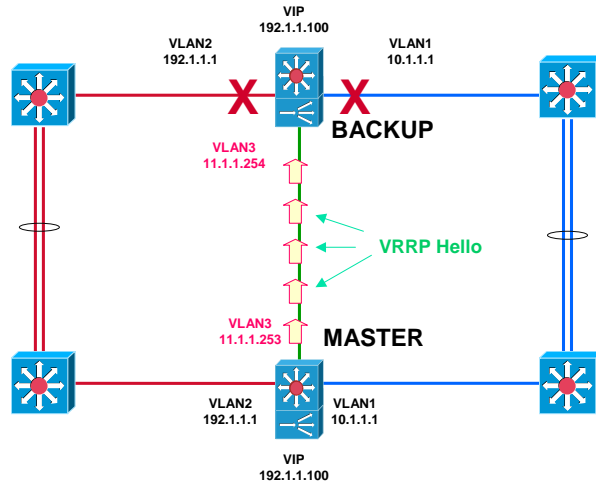 VIP
192.1.1.100
VLAN2
192.1.1.1
VLAN1
10.1.1.1
BACKUP
VLAN3
11.1.1.254
VRRP Hello
VLAN3
11.1.1.253
MASTER
VLAN2
192.1.1.1
VLAN1
10.1.1.1
VIP
192.1.1.100